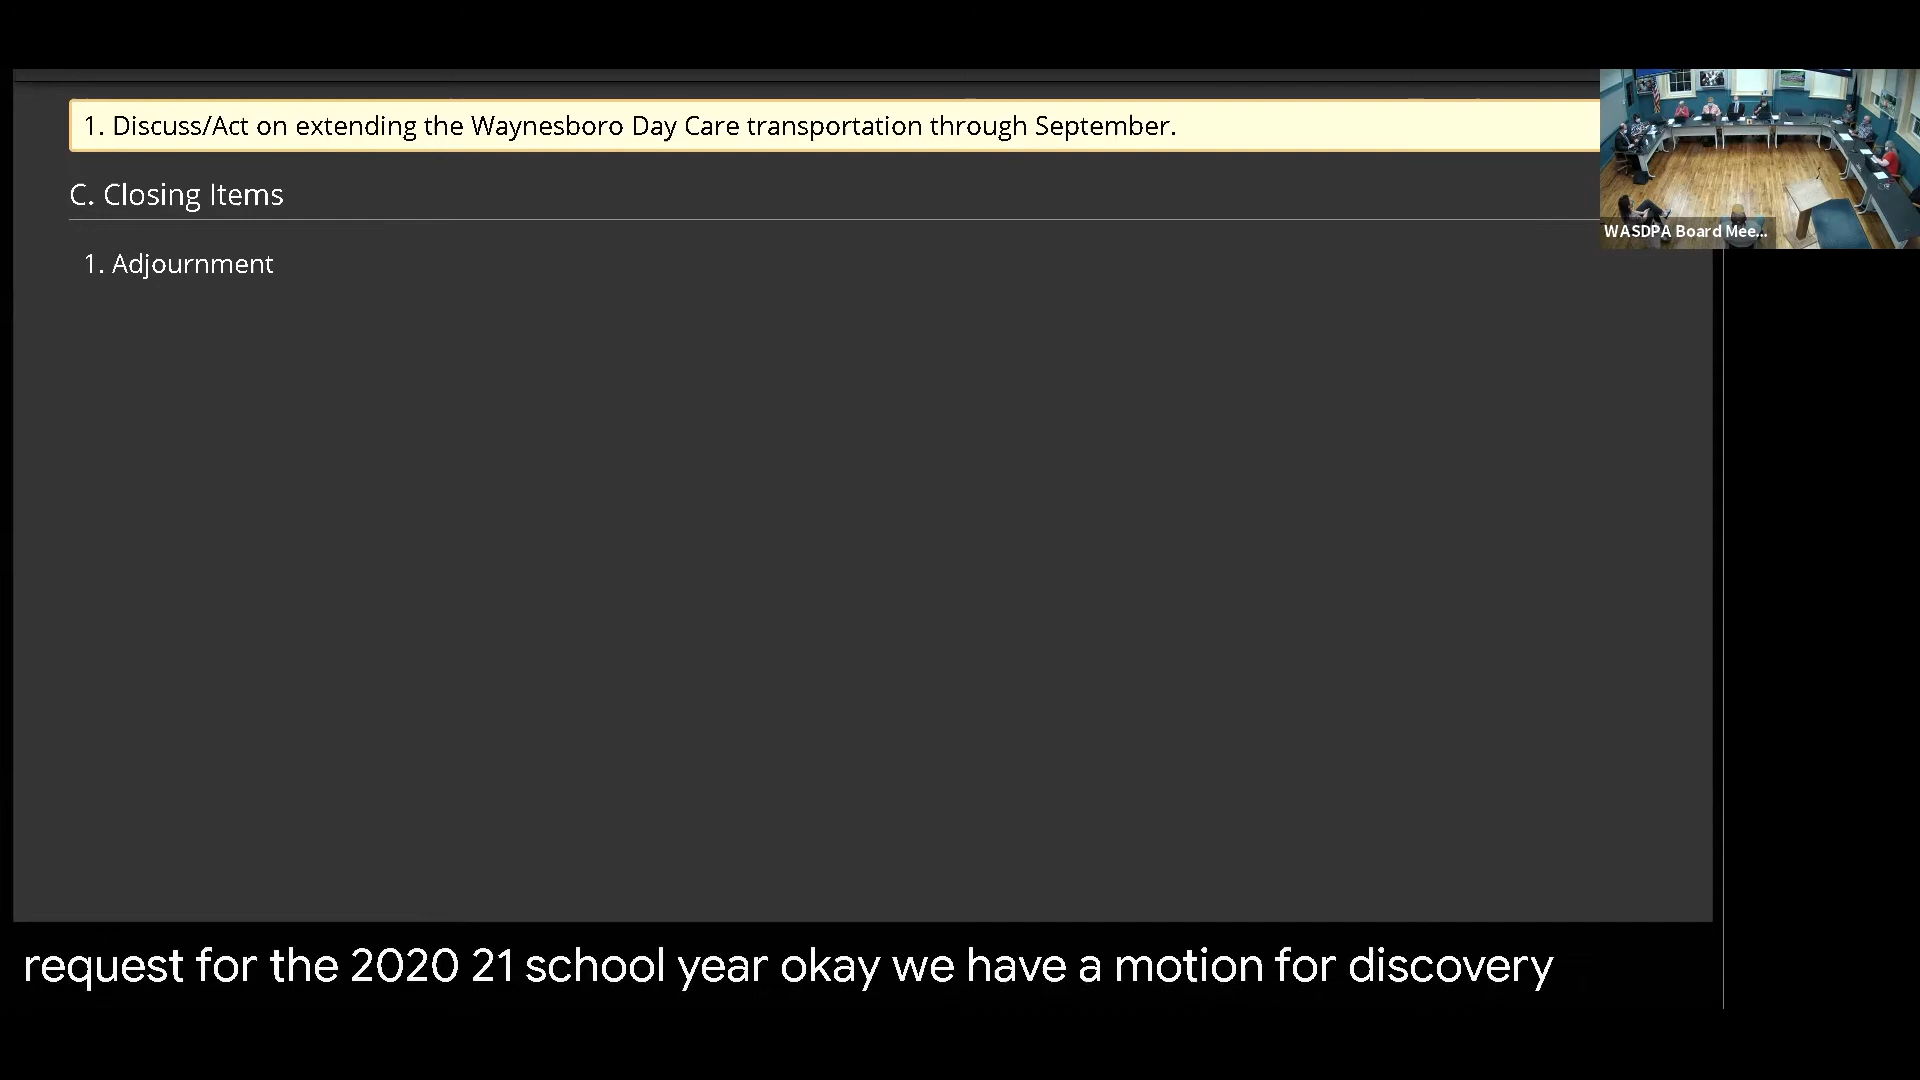 1. Discuss/Act on extending the Waynesboro Day Care transportation through September.
C. Closing Items
1. Adjournment
WASDPA Board Mee...
request for the 2020 21 school year okay we have a motion for discovery